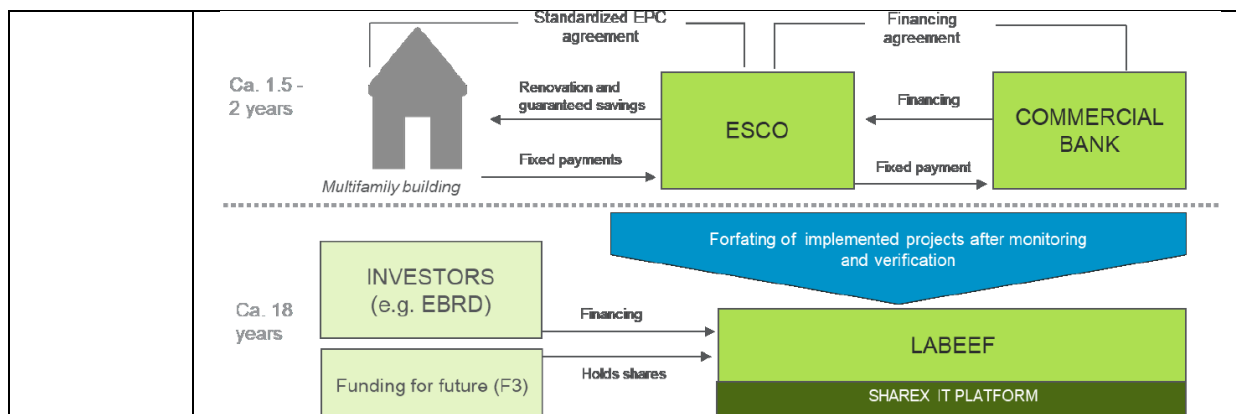 Standardized EPC
agreement
Financing
agreement
Ca. 1.5 -
2 years
Renovation and
guaranteed savings
Financing
ESCO
COMMERCIAL
BANK
Fixed payments
Fixed payment
Multifamily building
Forfating of implemented projects after monitoring
and verification
INVESTORS
(e.g. EBRD)
Ca. 18
years
Financing
LABEEF
Funding for future (F3)
Holds shares
SHAREX IT PLATFORM